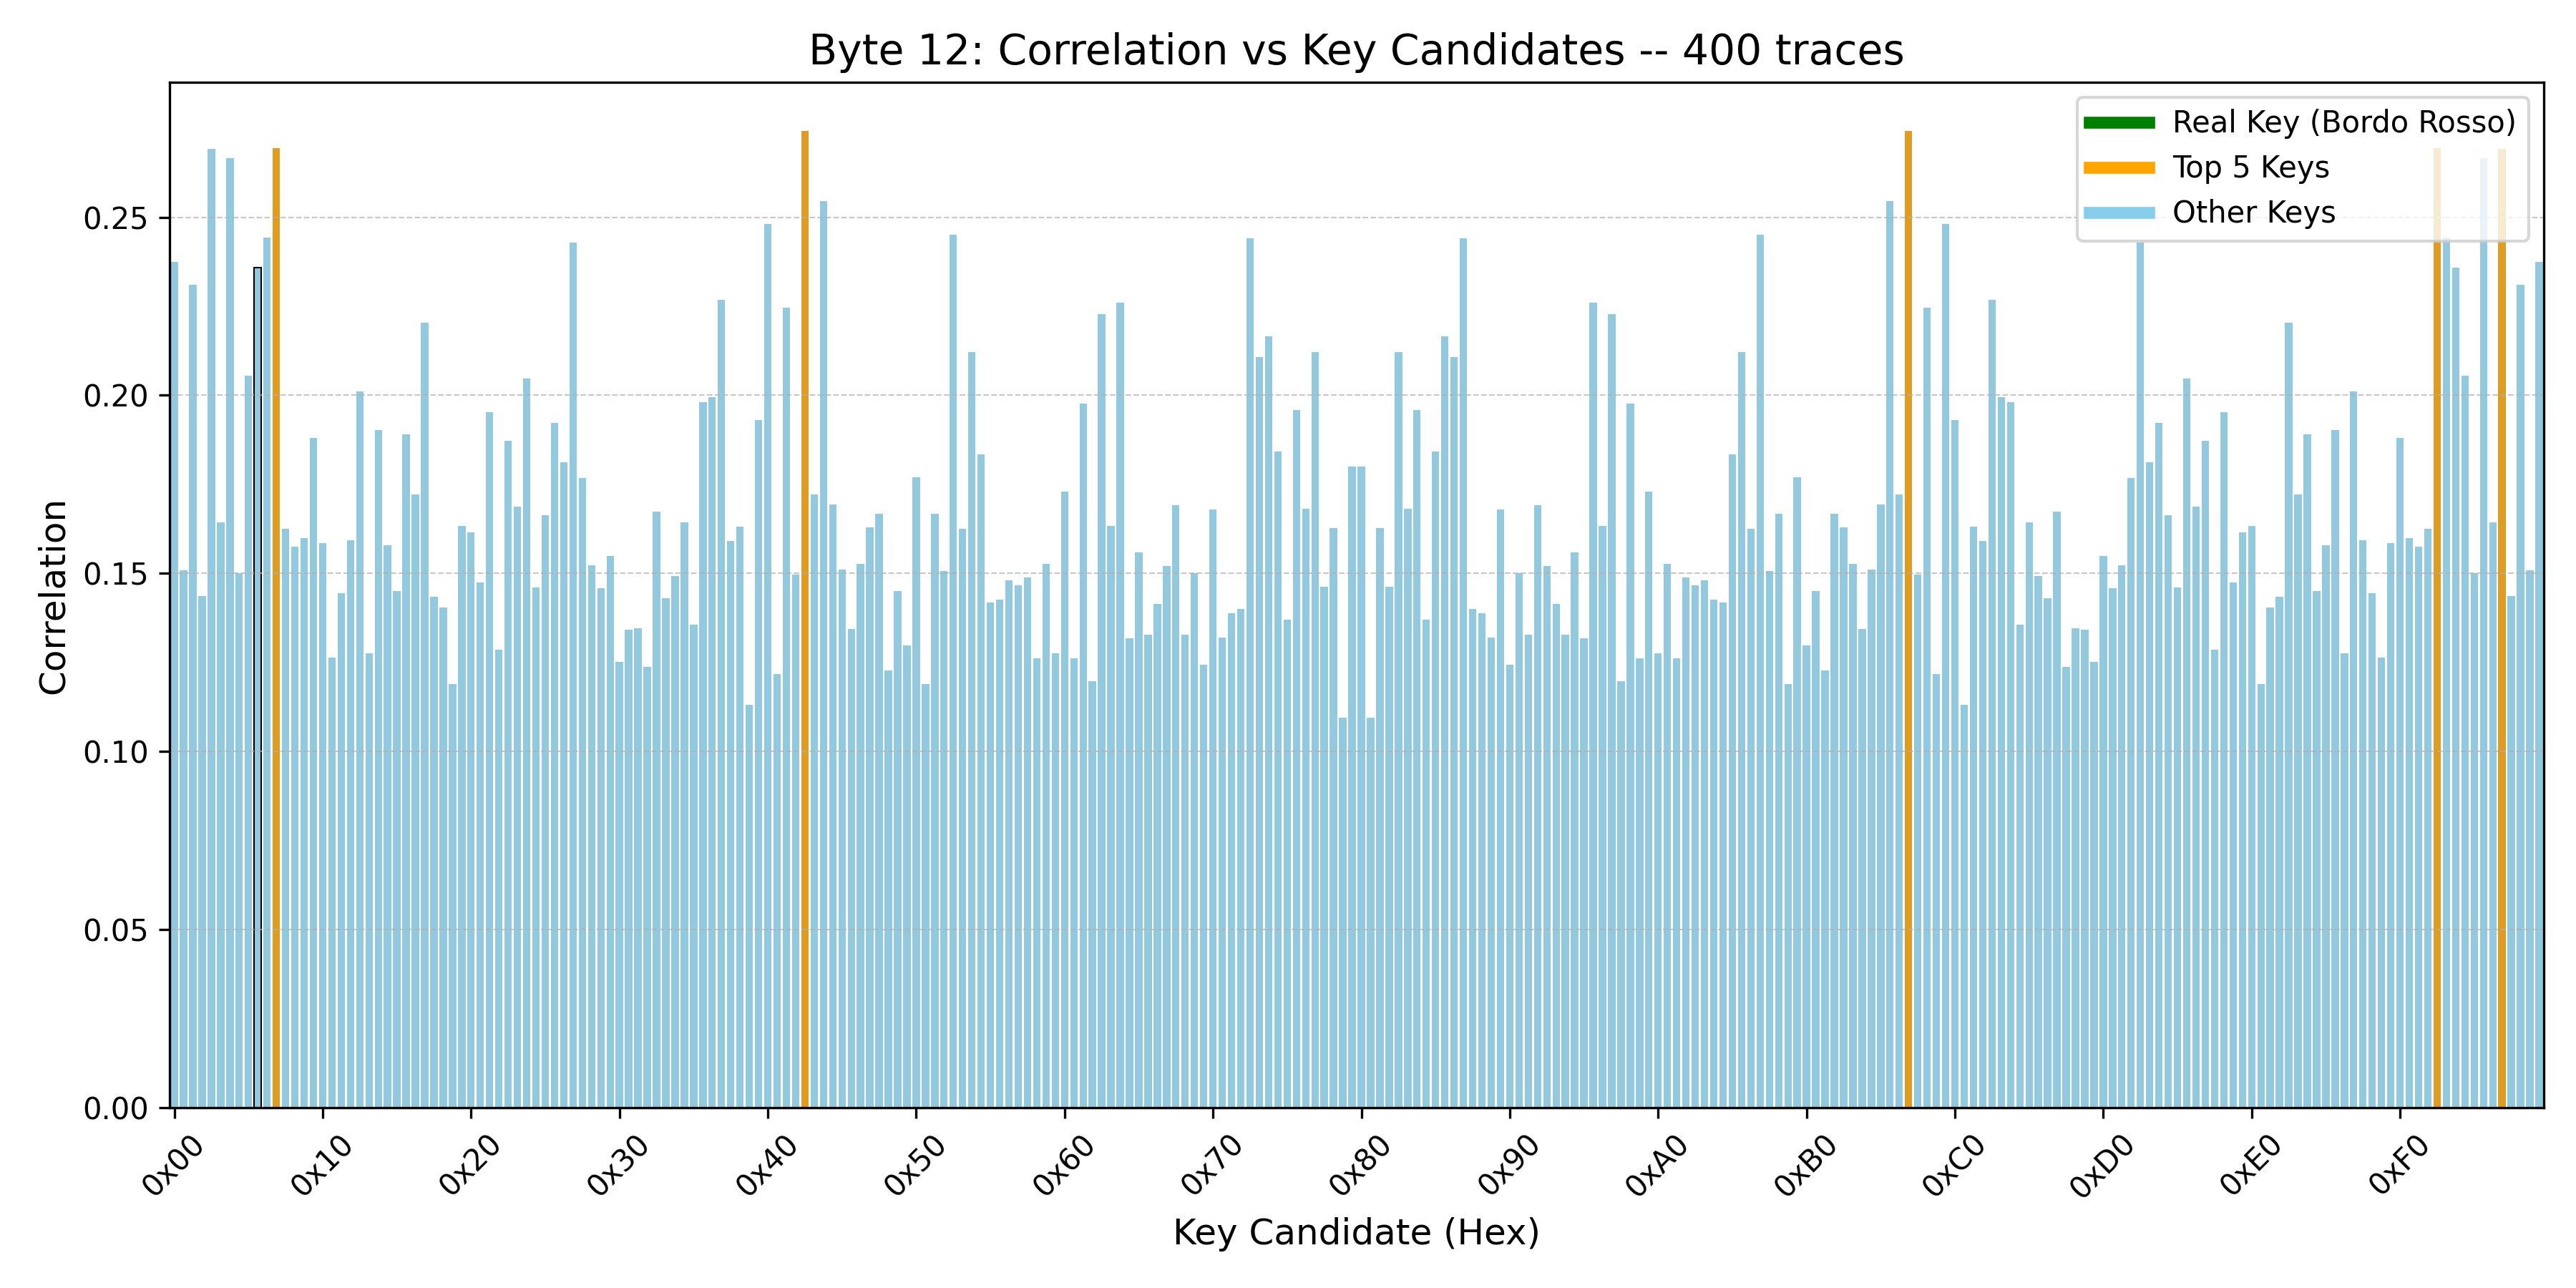 Byte 12: Correlation vs Key Candidates -- 400 traces
Real Key (Bordo Rosso)
Top 5 Keys
Other Keys
0.25
0.20
0.15
0.10
0.05
0.00
Correlation
0x00 0x10 0x20 0x30 0x40 0x50 0x60 0x70 0x80 0x90 0xA0 0xB0 0xC0 0xD0 0xE0 0xF0
Key Candidate (Hex)